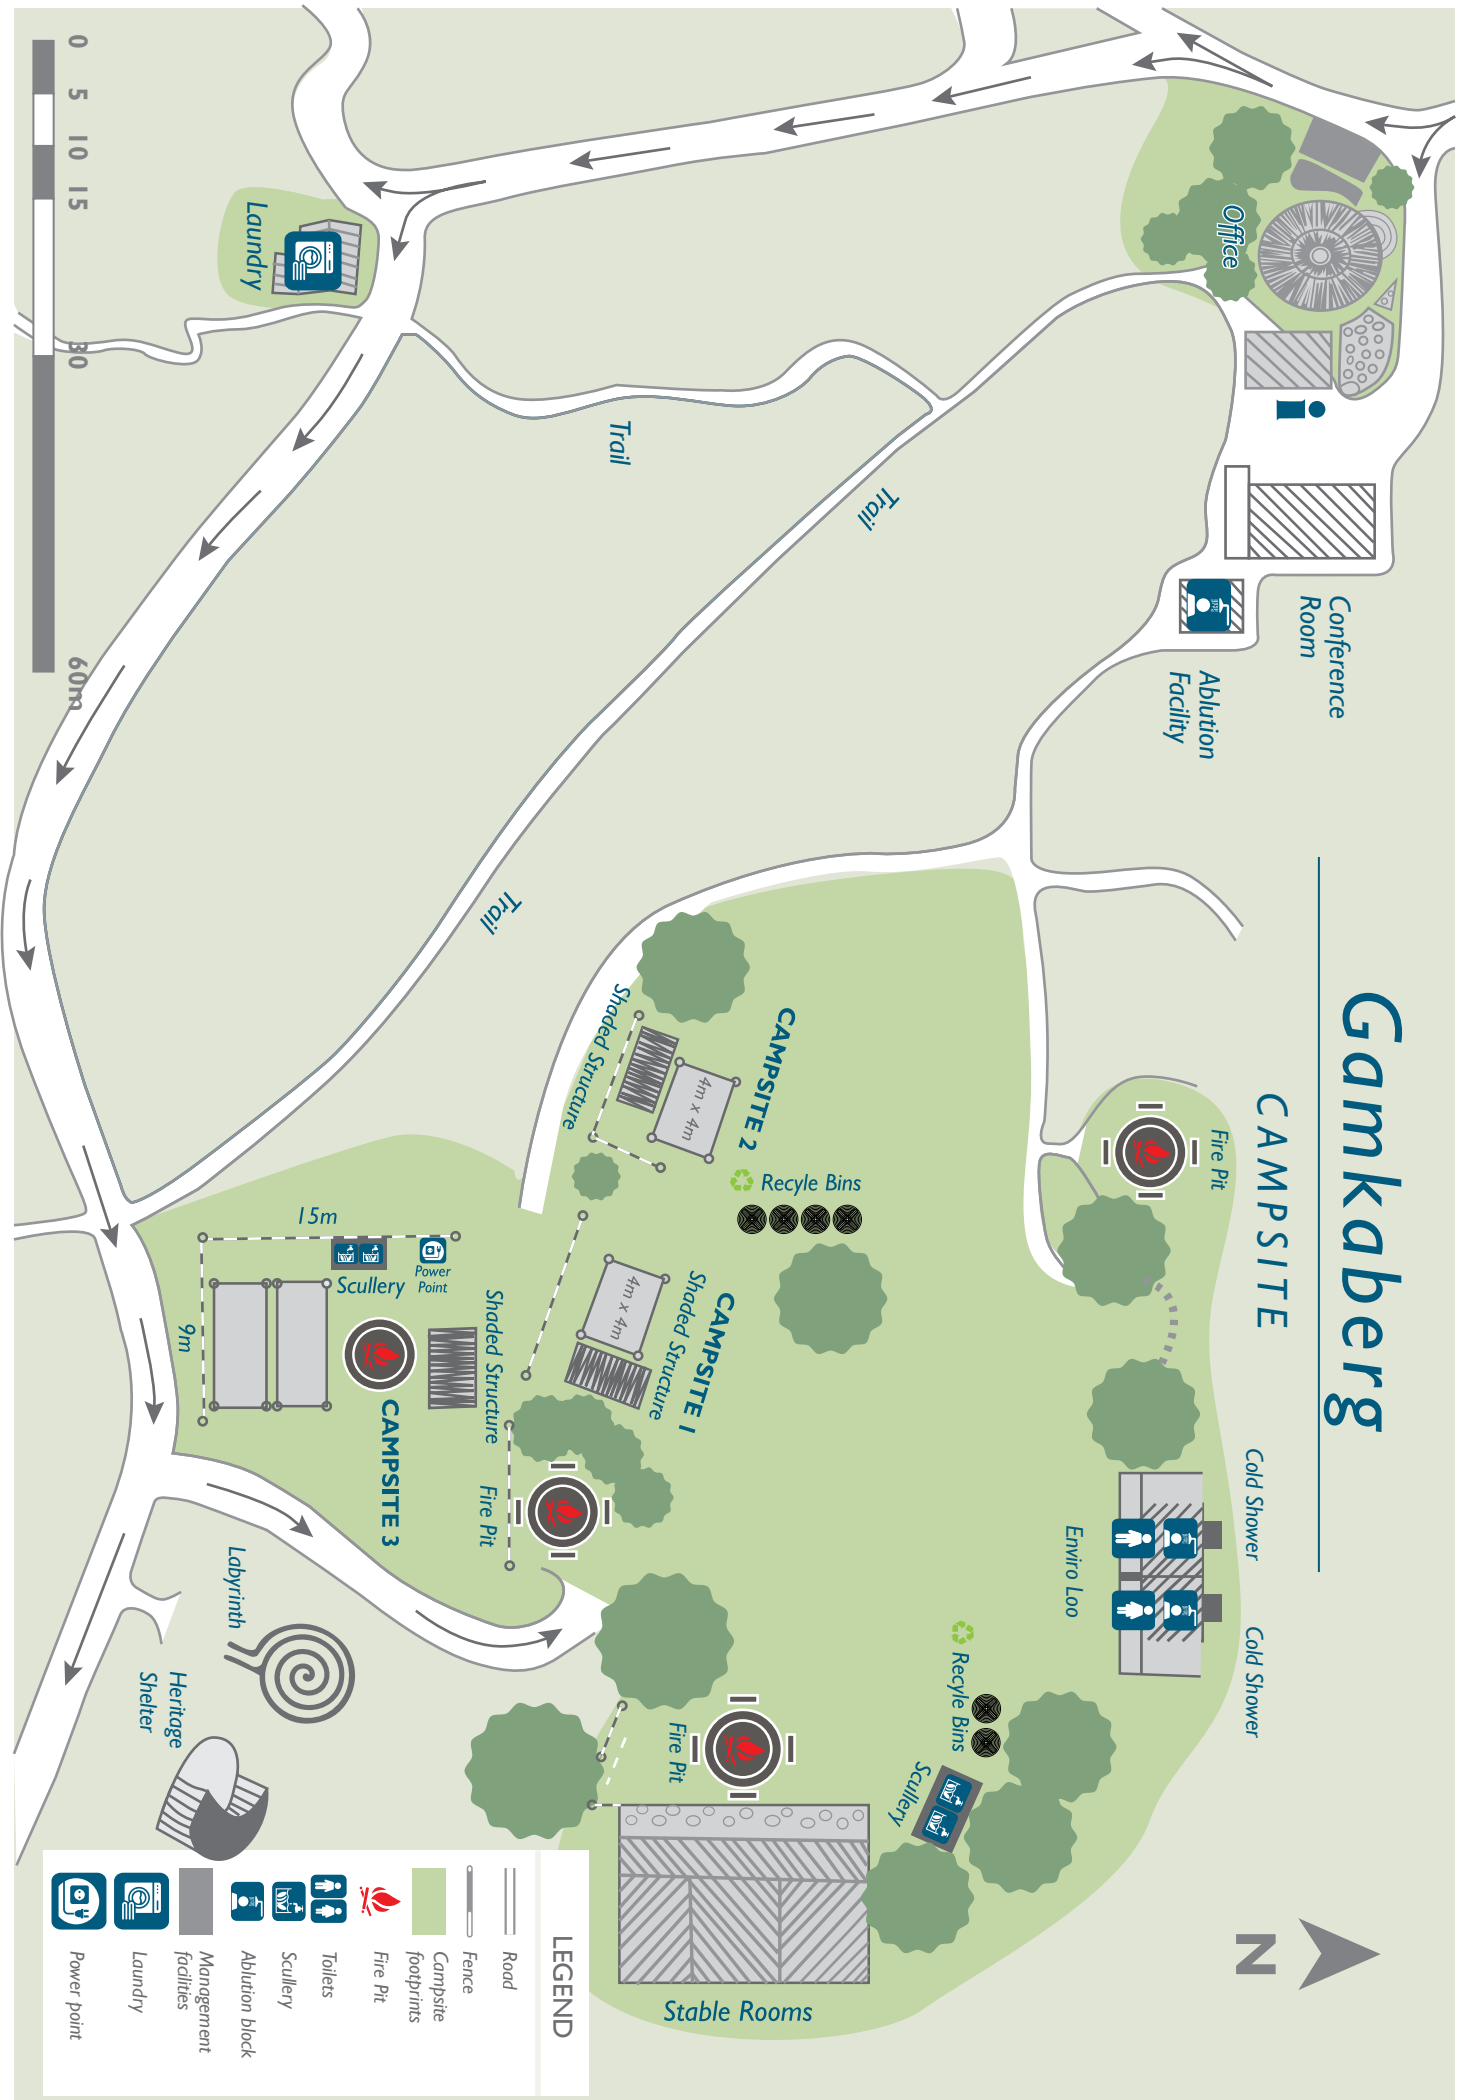 Gamkaberg
CAMPSITE
N
Office
Conference
Room
Ablution
Facility
Fire Pit
Cold Shower
Cold Shower
Enviro Loo
Recyle Bins
Scullery
Stable Rooms
Fire Pit
Recyle Bins
CAMPSITE 2
4m x 4m
Shaded Structure
CAMPSITE 1
4m x 4m
Shaded Structure
Fire Pit
Shaded Structure
CAMPSITE 3
Power
Point
Scullery
15m
9m
Trail
Trail
Trail
Laundry
Labyrinth
Heritage
Shelter
0 5 10 15 30 60m
LEGEND
Road
Fence
Campsite
footprints
Fire Pit
Toilets
Scullery
Ablution block
Management
facilities
Laundry
Power point